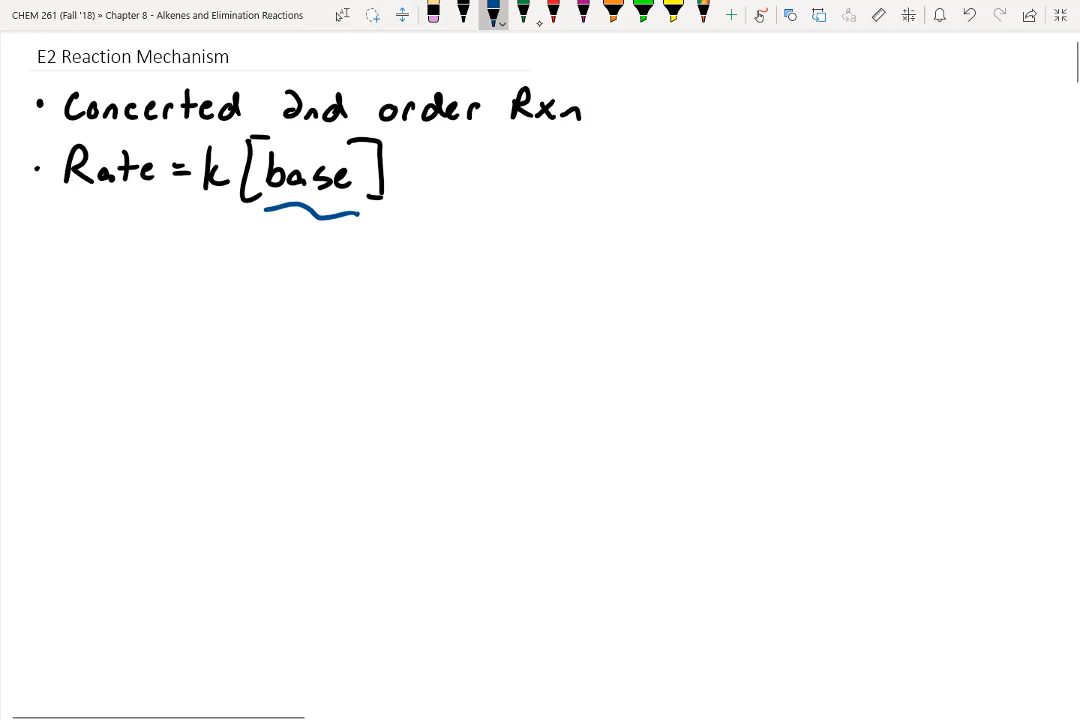 CHEM 261 (Fall '18) » Chapter 8 - Alkenes and Elimination Reactions
E2 Reaction Mechanism
• Concerted 2nd order Rxn
• Rate = k [base]